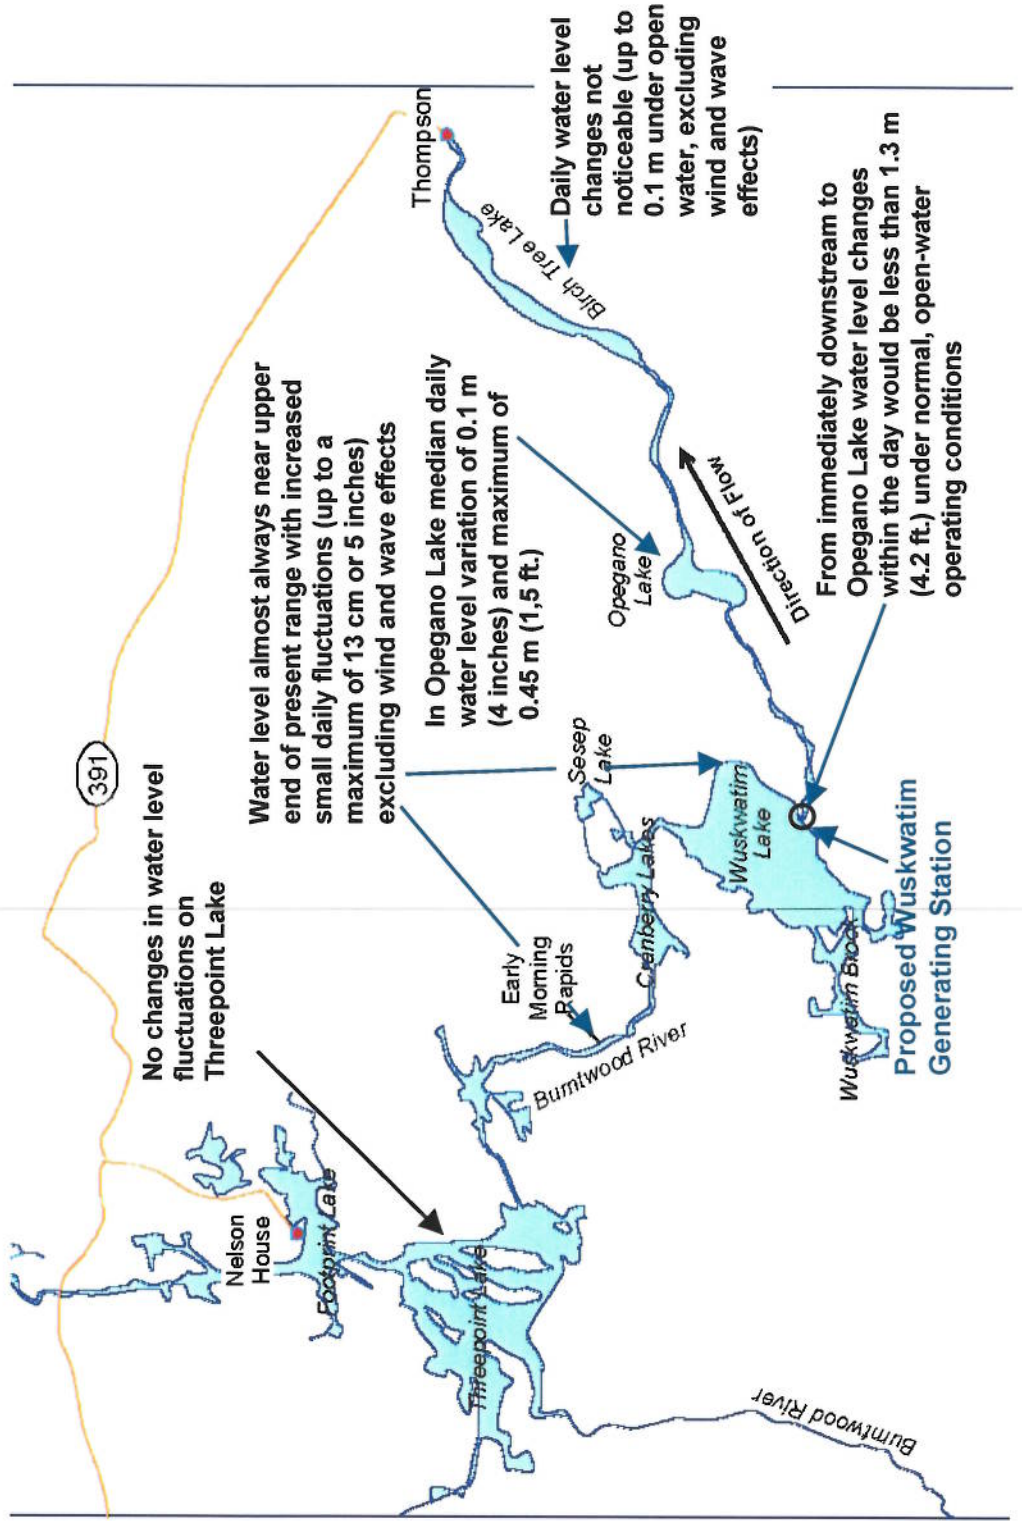 391
No changes in water level
fluctuations on
Threepoint Lake
Water level almost always near upper
end of present range with increased
small daily fluctuations (up to a
maximum of 13 cm or 5 inches)
excluding wind and wave effects
In Opegano Lake median daily
water level variation of 0.1 m
(4 inches) and maximum of
0.45 m (1,5 ft.)
Thompson
Daily water level
changes not
noticeable (up to
0.1 m under open
water, excluding
wind and wave
effects)
Birch Tree Lake
Nelson
House
Footprint Lake
Threepoint Lake
Early
Morning
Rapids
Burntwood River
Cranberry Lakes
Sesep
Lake
Opegano
Lake
Direction of Flow
Wuskwatim
Lake
Wuskwatim Brook
Burntwood River
Proposed Wuskwatim
Generating Station
From immediately downstream to
Opegano Lake water level changes
within the day would be less than 1.3 m
(4.2 ft.) under normal, open-water
operating conditions